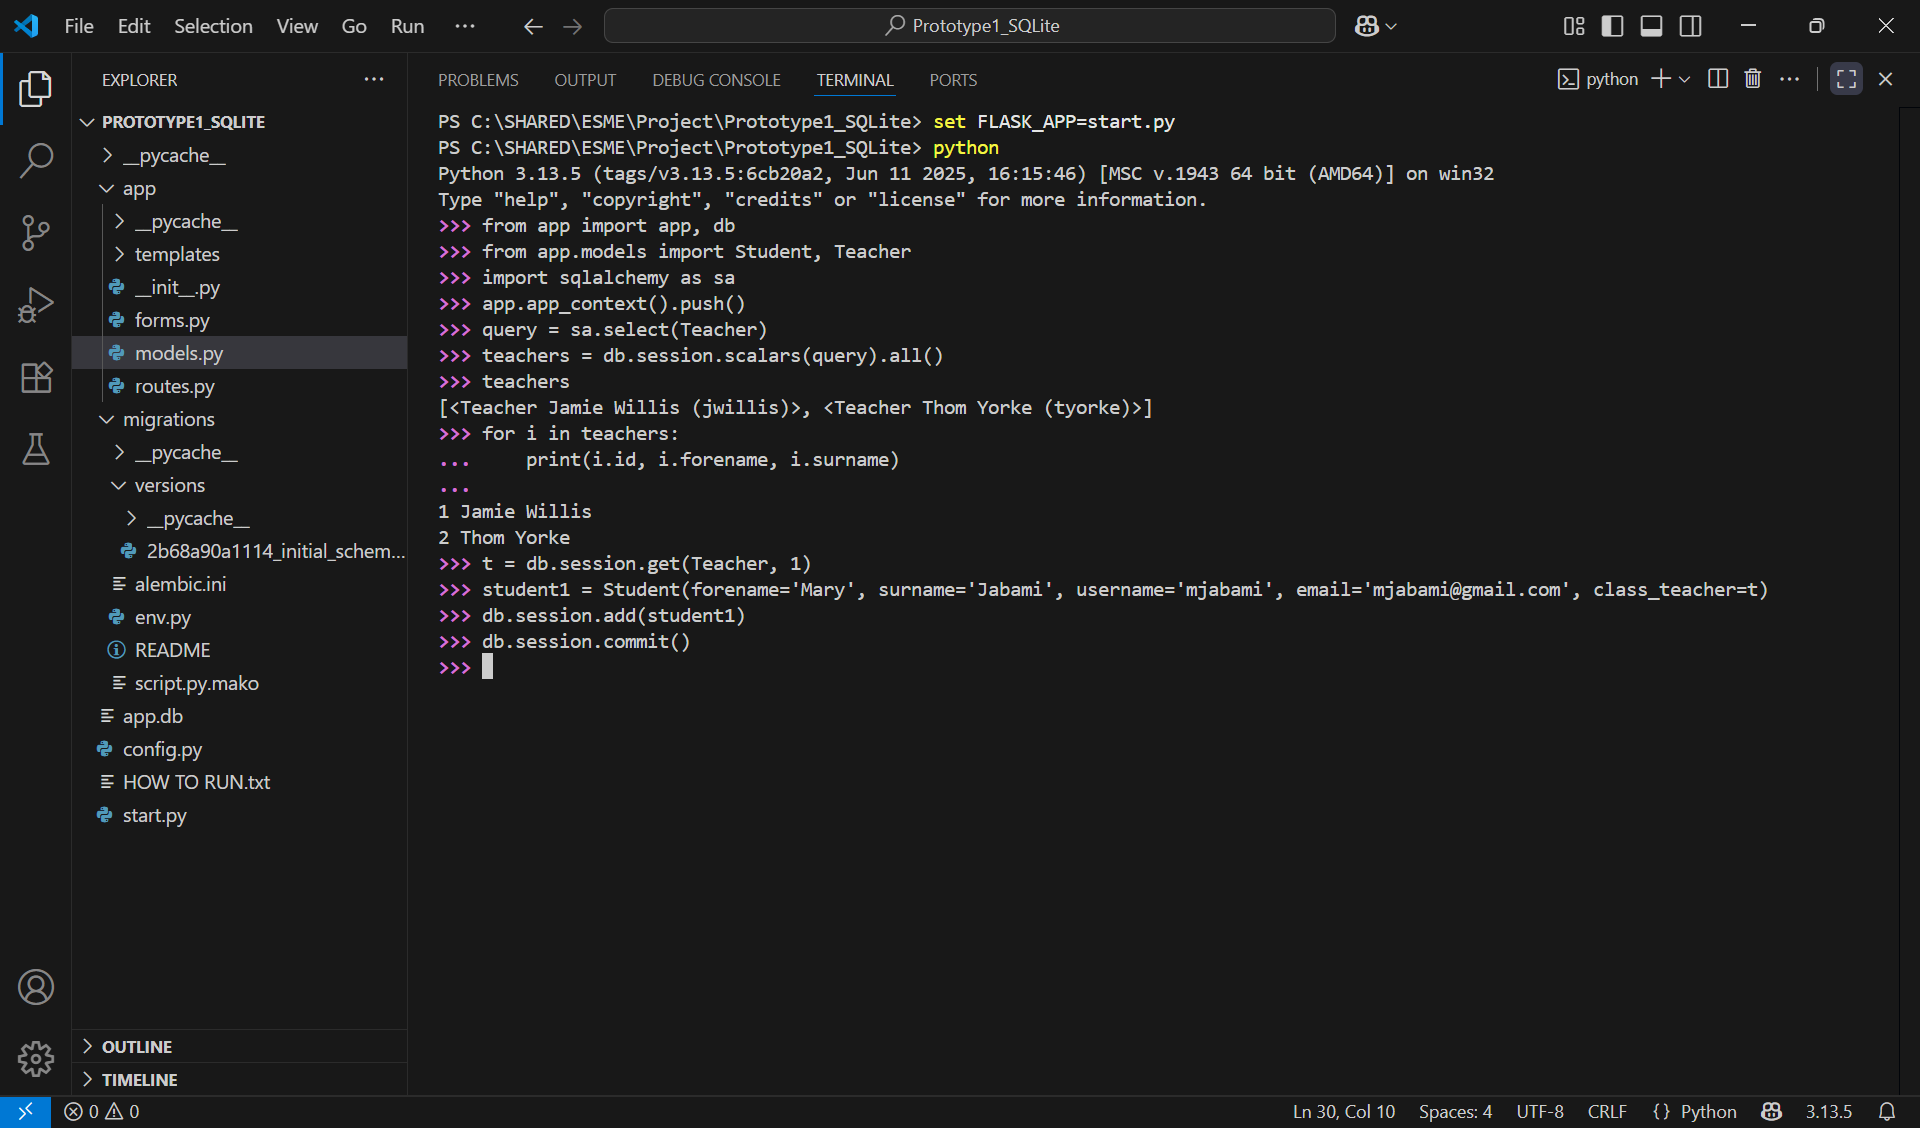 File Edit Selection View Go Run ··· Prototype1_SQLite
EXPLORER ···
PROTOTYPE1_SQLITE
__pycache__
app
__pycache__
templates
__init__.py
forms.py
models.py
routes.py
migrations
__pycache__
versions
__pycache__
2b68a90a1114_initial_schem...
alembic.ini
env.py
README
script.py.mako
app.db
config.py
HOW TO RUN.txt
start.py
OUTLINE
TIMELINE
PROBLEMS OUTPUT DEBUG CONSOLE TERMINAL PORTS python ···
PS C:\SHARED\ESME\Project\Prototype1_SQLite> set FLASK_APP=start.py
PS C:\SHARED\ESME\Project\Prototype1_SQLite> python
Python 3.13.5 (tags/v3.13.5:6cb20a2, Jun 11 2025, 16:15:46) [MSC v.1943 64 bit (AMD64)] on win32
Type "help", "copyright", "credits" or "license" for more information.
>>> from app import app, db
>>> from app.models import Student, Teacher
>>> import sqlalchemy as sa
>>> app.app_context().push()
>>> query = sa.select(Teacher)
>>> teachers = db.session.scalars(query).all()
>>> teachers
[<Teacher Jamie Willis (jwillis)>, <Teacher Thom Yorke (tyorke)>]
>>> for i in teachers:
...     print(i.id, i.forename, i.surname)
...
1 Jamie Willis
2 Thom Yorke
>>> t = db.session.get(Teacher, 1)
>>> student1 = Student(forename='Mary', surname='Jabami', username='mjabami', email='mjabami@gmail.com', class_teacher=t)
>>> db.session.add(student1)
>>> db.session.commit()
>>>
0 0 Ln 30, Col 10 Spaces: 4 UTF-8 CRLF {} Python 3.13.5